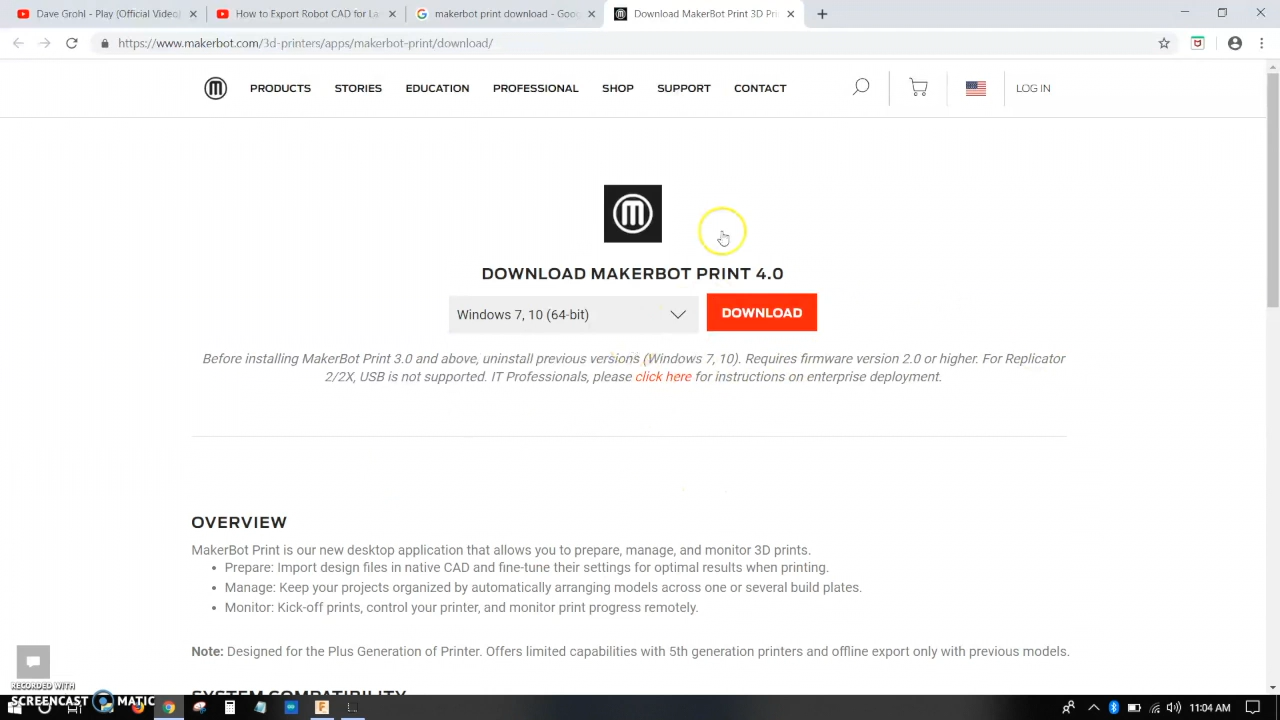 Dave Grohl - Play (Official Video)
How to Export Robot CAD for La
makerbot print download - Goo
Download MakerBot Print 3D Pri
https://www.makerbot.com/3d-printers/apps/makerbot-print/download/
PRODUCTS STORIES EDUCATION PROFESSIONAL SHOP SUPPORT CONTACT LOG IN
DOWNLOAD MAKERBOT PRINT 4.0
Windows 7, 10 (64-bit) DOWNLOAD
Before installing MakerBot Print 3.0 and above, uninstall previous versions (Windows 7, 10). Requires firmware version 2.0 or higher. For Replicator
2/2X, USB is not supported. IT Professionals, please click here for instructions on enterprise deployment.
OVERVIEW
MakerBot Print is our new desktop application that allows you to prepare, manage, and monitor 3D prints.
• Prepare: Import design files in native CAD and fine-tune their settings for optimal results when printing.
• Manage: Keep your projects organized by automatically arranging models across one or several build plates.
• Monitor: Kick-off prints, control your printer, and monitor print progress remotely.
Note: Designed for the Plus Generation of Printer. Offers limited capabilities with 5th generation printers and offline export only with previous models.
SYSTEM COMPATIBILITY
RECORDED WITH
SCREENCAST MATIC
11:04 AM